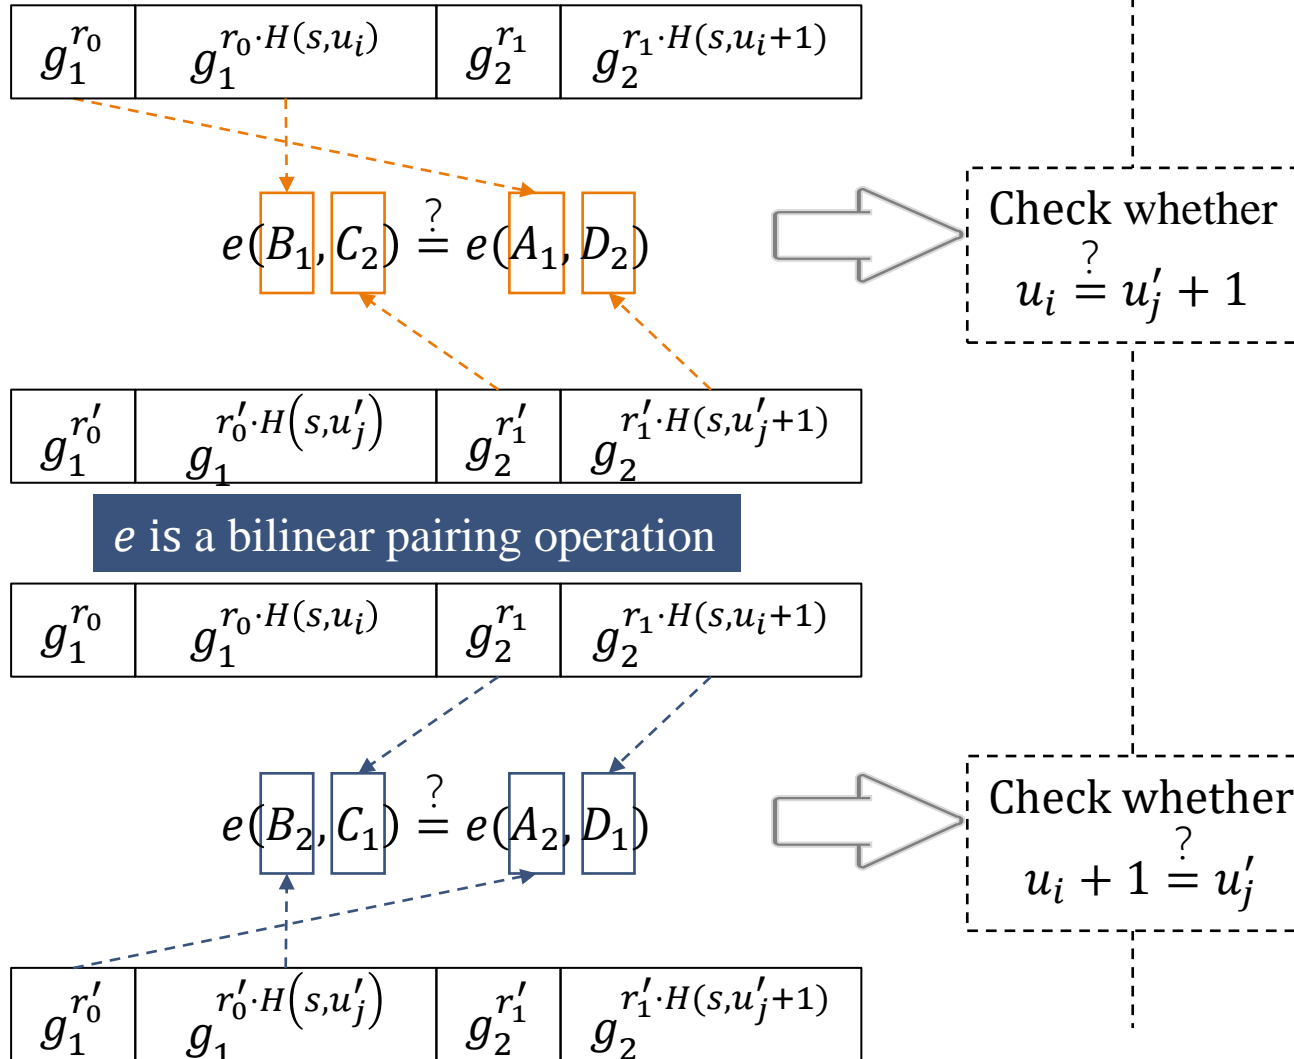 g_1^{r_0} g_1^{r_0·H(s,u_i)} g_2^{r_1} g_2^{r_1·H(s,u_i+1)}
e(B_1, C_2) ≟ e(A_1, D_2)
Check whether
u_i ≟ u'_j + 1
g_1^{r'_0} g_1^{r'_0·H(s,u'_j)} g_2^{r'_1} g_2^{r'_1·H(s,u'_j+1)}
e is a bilinear pairing operation
g_1^{r_0} g_1^{r_0·H(s,u_i)} g_2^{r_1} g_2^{r_1·H(s,u_i+1)}
e(B_2, C_1) ≟ e(A_2, D_1)
Check whether
u_i + 1 ≟ u'_j
g_1^{r'_0} g_1^{r'_0·H(s,u'_j)} g_2^{r'_1} g_2^{r'_1·H(s,u'_j+1)}